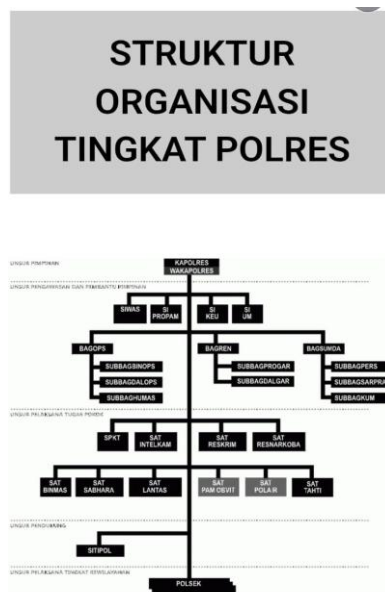 STRUKTUR
ORGANISASI
TINGKAT POLRES
UNSUR PIMPINAN
KAPOLRES
WAKAPOLRES
UNSUR PENGAWASAN DAN PEMBANTU PIMPINAN
SIWAS
SI PROPAM
SI KEU
SI UM
BAGOPS
BAGREN
BAGSUMDA
SUBBAGBINOPS
SUBBAGPROGAR
SUBBAGPERS
SUBBAGDALOPS
SUBBAGDALGAR
SUBBAGSARPRA
SUBBAGHUMAS
SUBBAGKUM
UNSUR PELAKSANA TUGAS POKOK
SPKT
SAT INTELKAM
SAT RESKRIM
SAT RESNARKOBA
SAT BINMAS
SAT SABHARA
SAT LANTAS
SAT PAM OBVIT
SAT POLAIR
SAT TAHTI
UNSUR PENDUKUNG
SITIPOL
UNSUR PELAKSANA TINGKAT KEWILAYAHAN
POLSEK